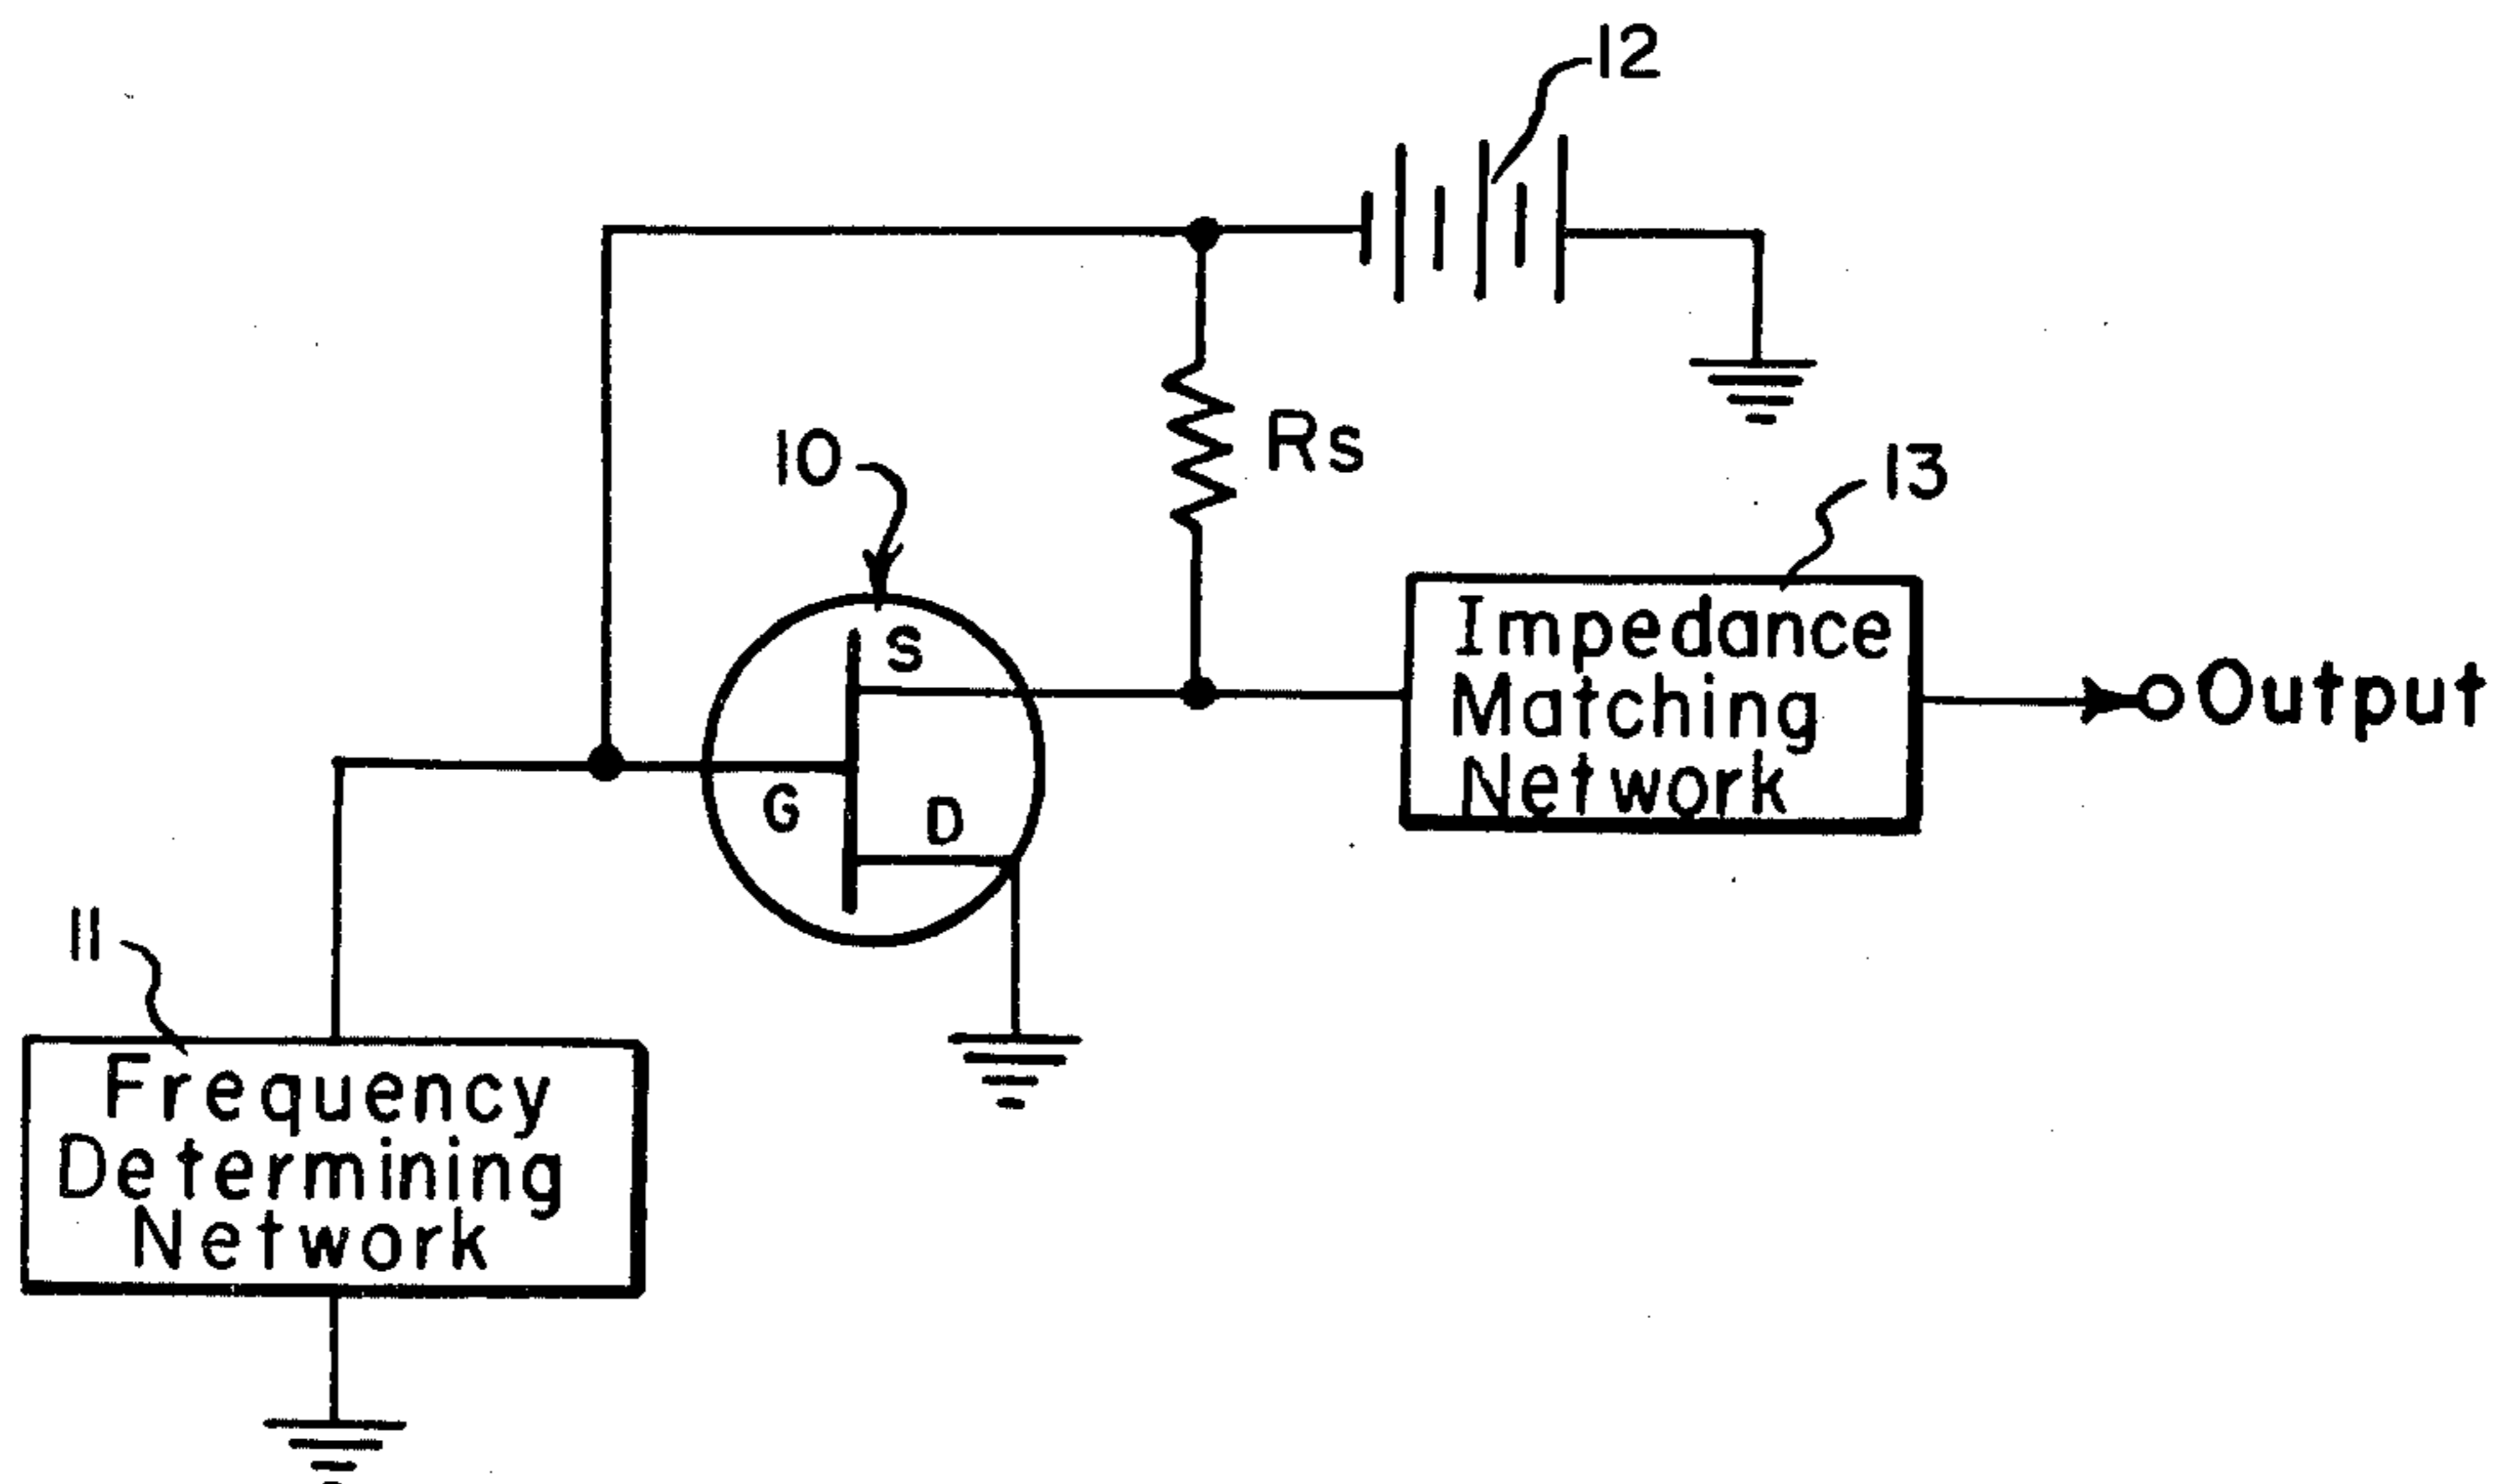 12
Rs
10
13
S
G
D
Impedance
Matching
Network
Output
11
Frequency
Determining
Network